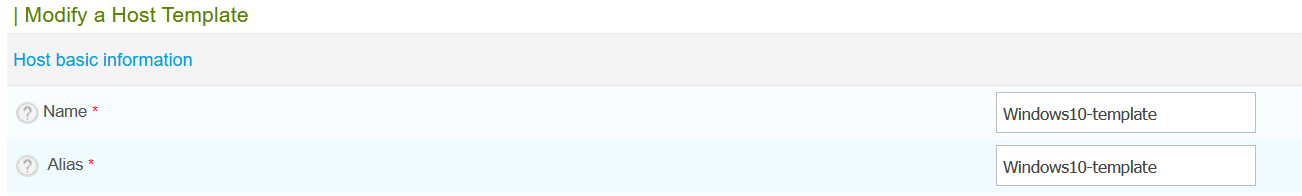 | Modify a Host Template
Host basic information
? Name * Windows10-template
? Alias * Windows10-template